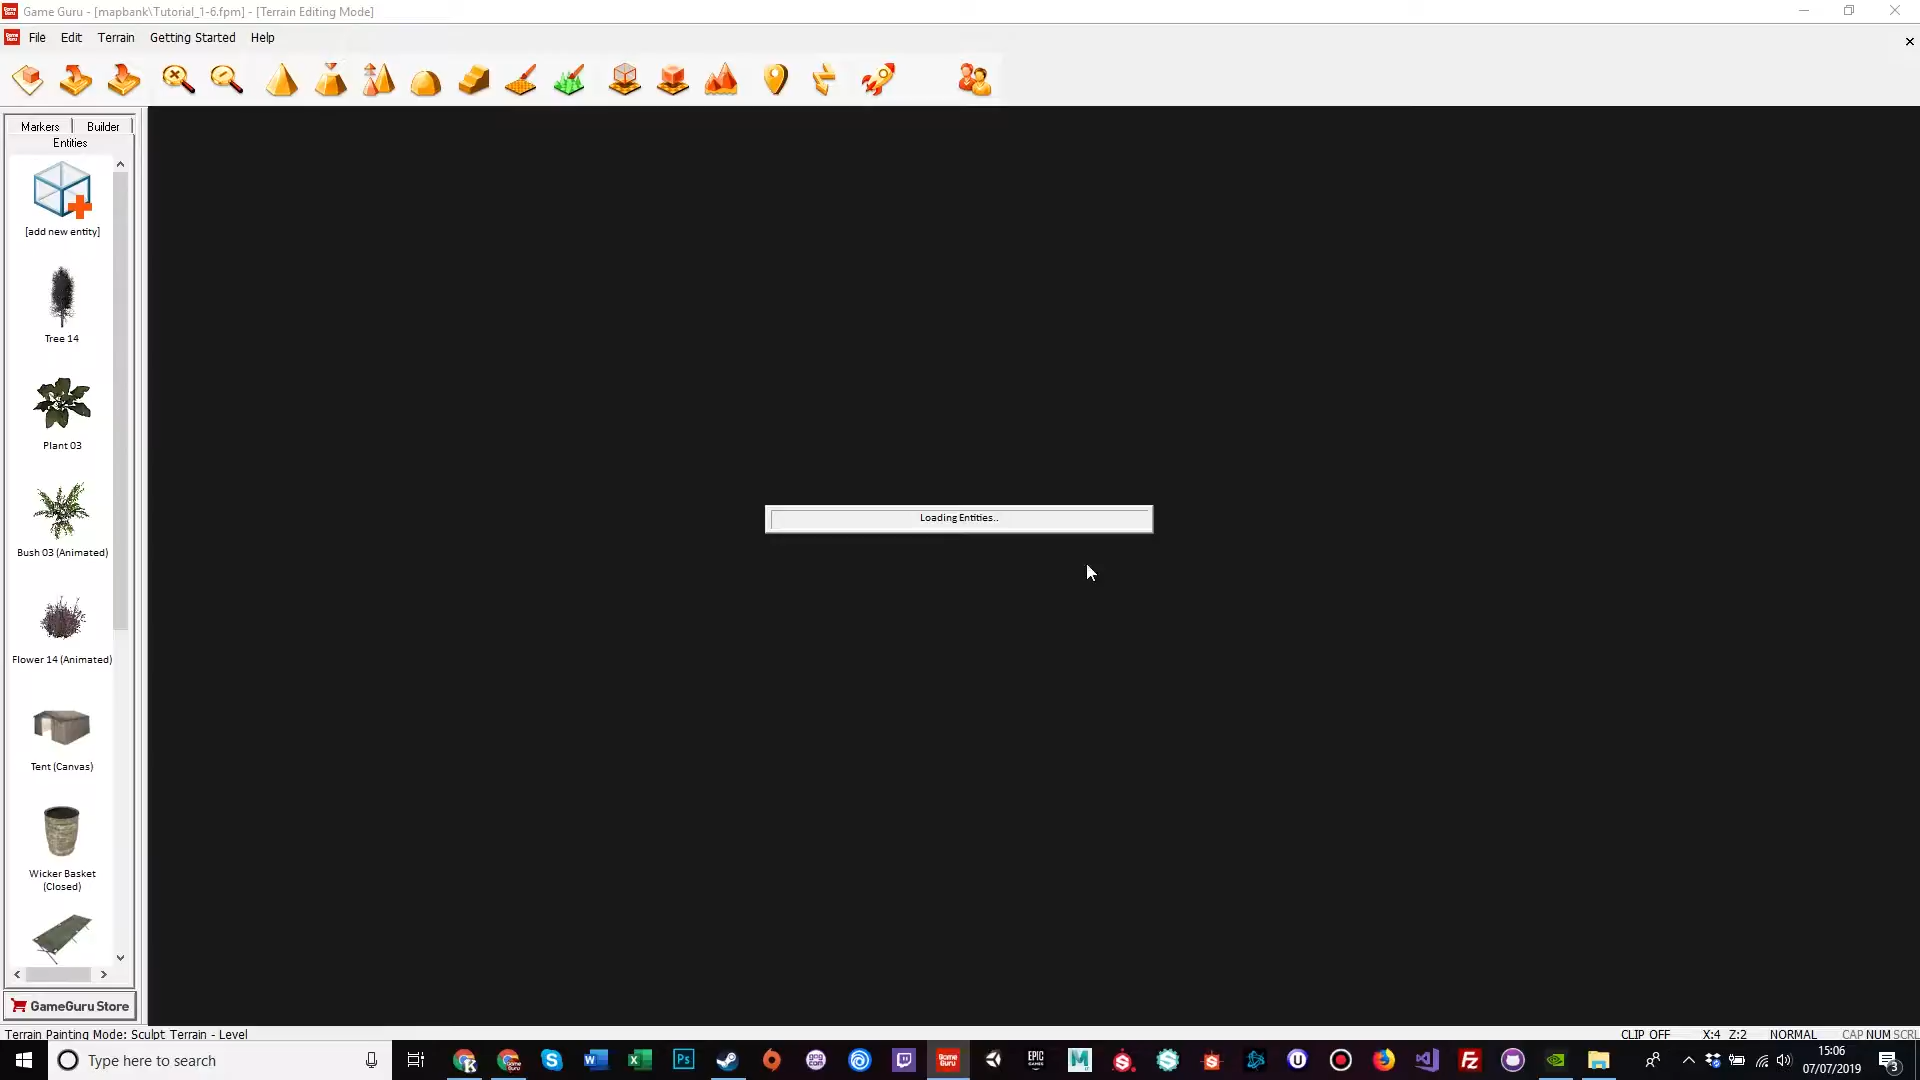 Game Guru - [mapbank\Tutorial_1-6.fpm] - [Terrain Editing Mode]
File Edit Terrain Getting Started Help
Markers Builder
Entities
[add new entity]
Tree 14
Plant 03
Bush 03 (Animated)
Flower 14 (Animated)
Tent (Canvas)
Wicker Basket
(Closed)
GameGuru Store
Loading Entities..
Terrain Painting Mode: Sculpt Terrain - Level
CLIP OFF X:4 Z:2 NORMAL CAP NUM SCRL
Type here to search
15:06
07/07/2019
3